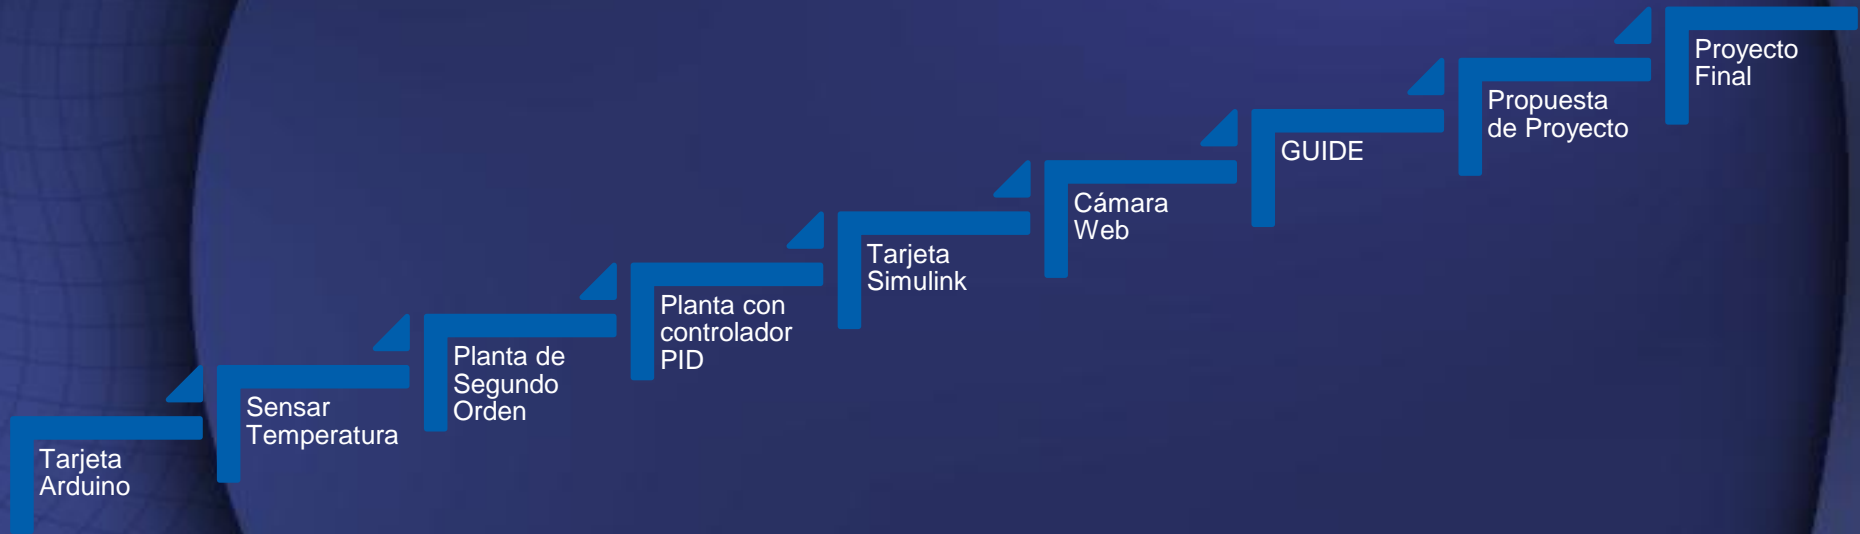 Tarjeta
Arduino
Sensar
Temperatura
Planta de
Segundo
Orden
Planta con
controlador
PID
Tarjeta
Simulink
Cámara
Web
GUIDE
Propuesta
de Proyecto
Proyecto
Final